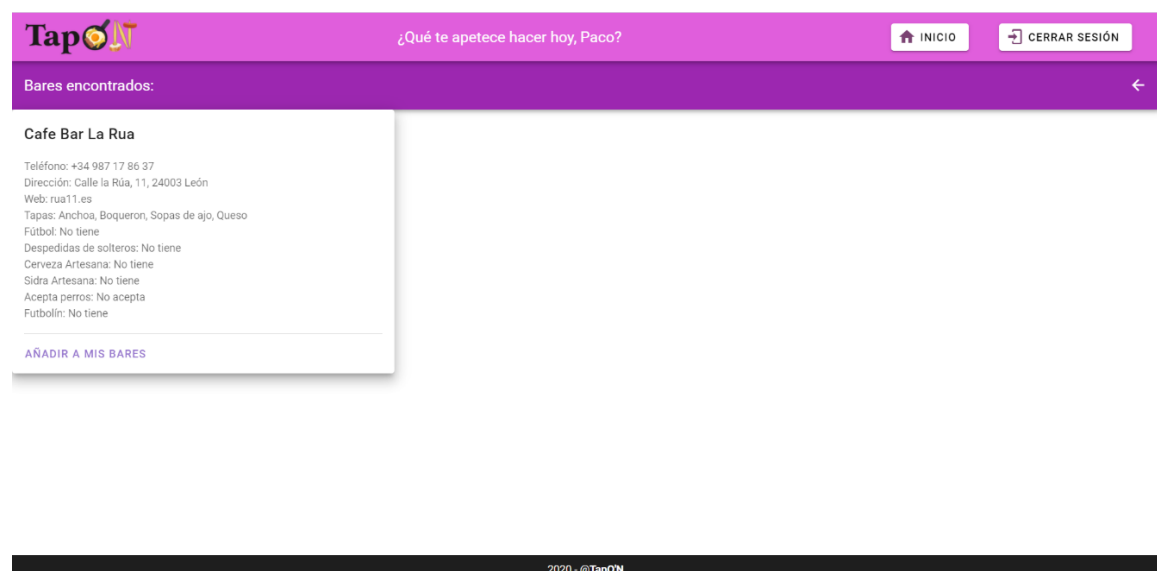 TapON
¿Qué te apetece hacer hoy, Paco?
INICIO
CERRAR SESIÓN
Bares encontrados:
Cafe Bar La Rua
Teléfono: +34 987 17 86 37
Dirección: Calle la Rúa, 11, 24003 León
Web: rua11.es
Tapas: Anchoa, Boqueron, Sopas de ajo, Queso
Fútbol: No tiene
Despedidas de solteros: No tiene
Cerveza Artesana: No tiene
Sidra Artesana: No tiene
Acepta perros: No acepta
Futbolín: No tiene
AÑADIR A MIS BARES
2020 - @TapO'N